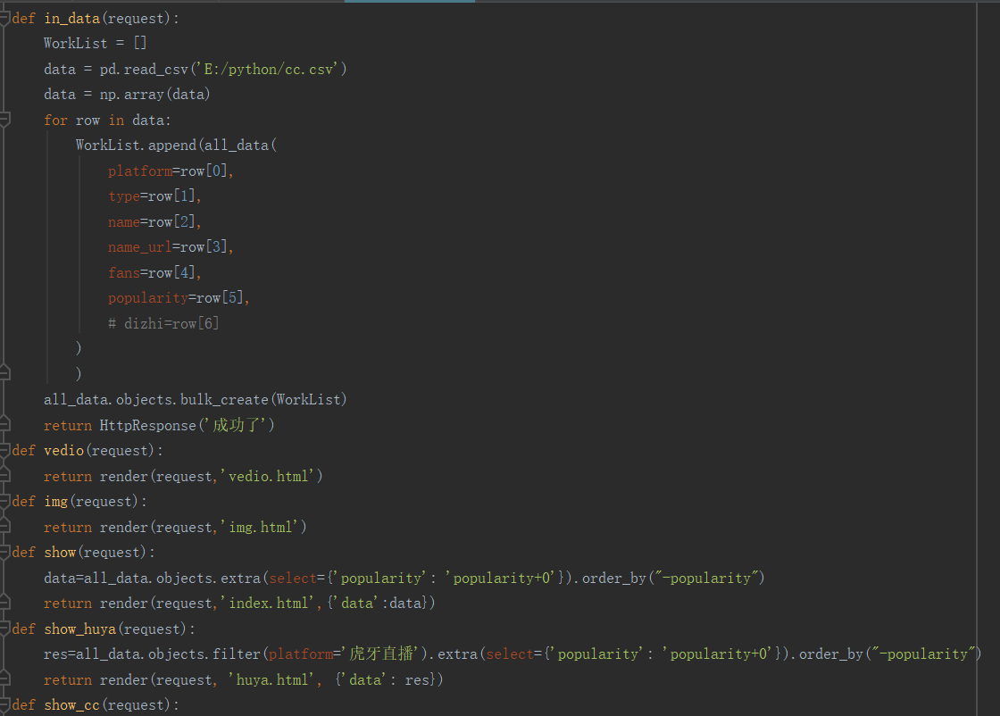 def in_data(request):
    WorkList = []
    data = pd.read_csv('E:/python/cc.csv')
    data = np.array(data)
    for row in data:
        WorkList.append(all_data(
            platform=row[0],
            type=row[1],
            name=row[2],
            name_url=row[3],
            fans=row[4],
            popularity=row[5],
            # dizhi=row[6]
        )
        )
    all_data.objects.bulk_create(WorkList)
    return HttpResponse('成功了')
def vedio(request):
    return render(request,'vedio.html')
def img(request):
    return render(request,'img.html')
def show(request):
    data=all_data.objects.extra(select={'popularity': 'popularity+0'}).order_by("-popularity")
    return render(request,'index.html',{'data':data})
def show_huya(request):
    res=all_data.objects.filter(platform='虎牙直播').extra(select={'popularity': 'popularity+0'}).order_by("-popularity")
    return render(request, 'huya.html', {'data': res})
def show_cc(request):